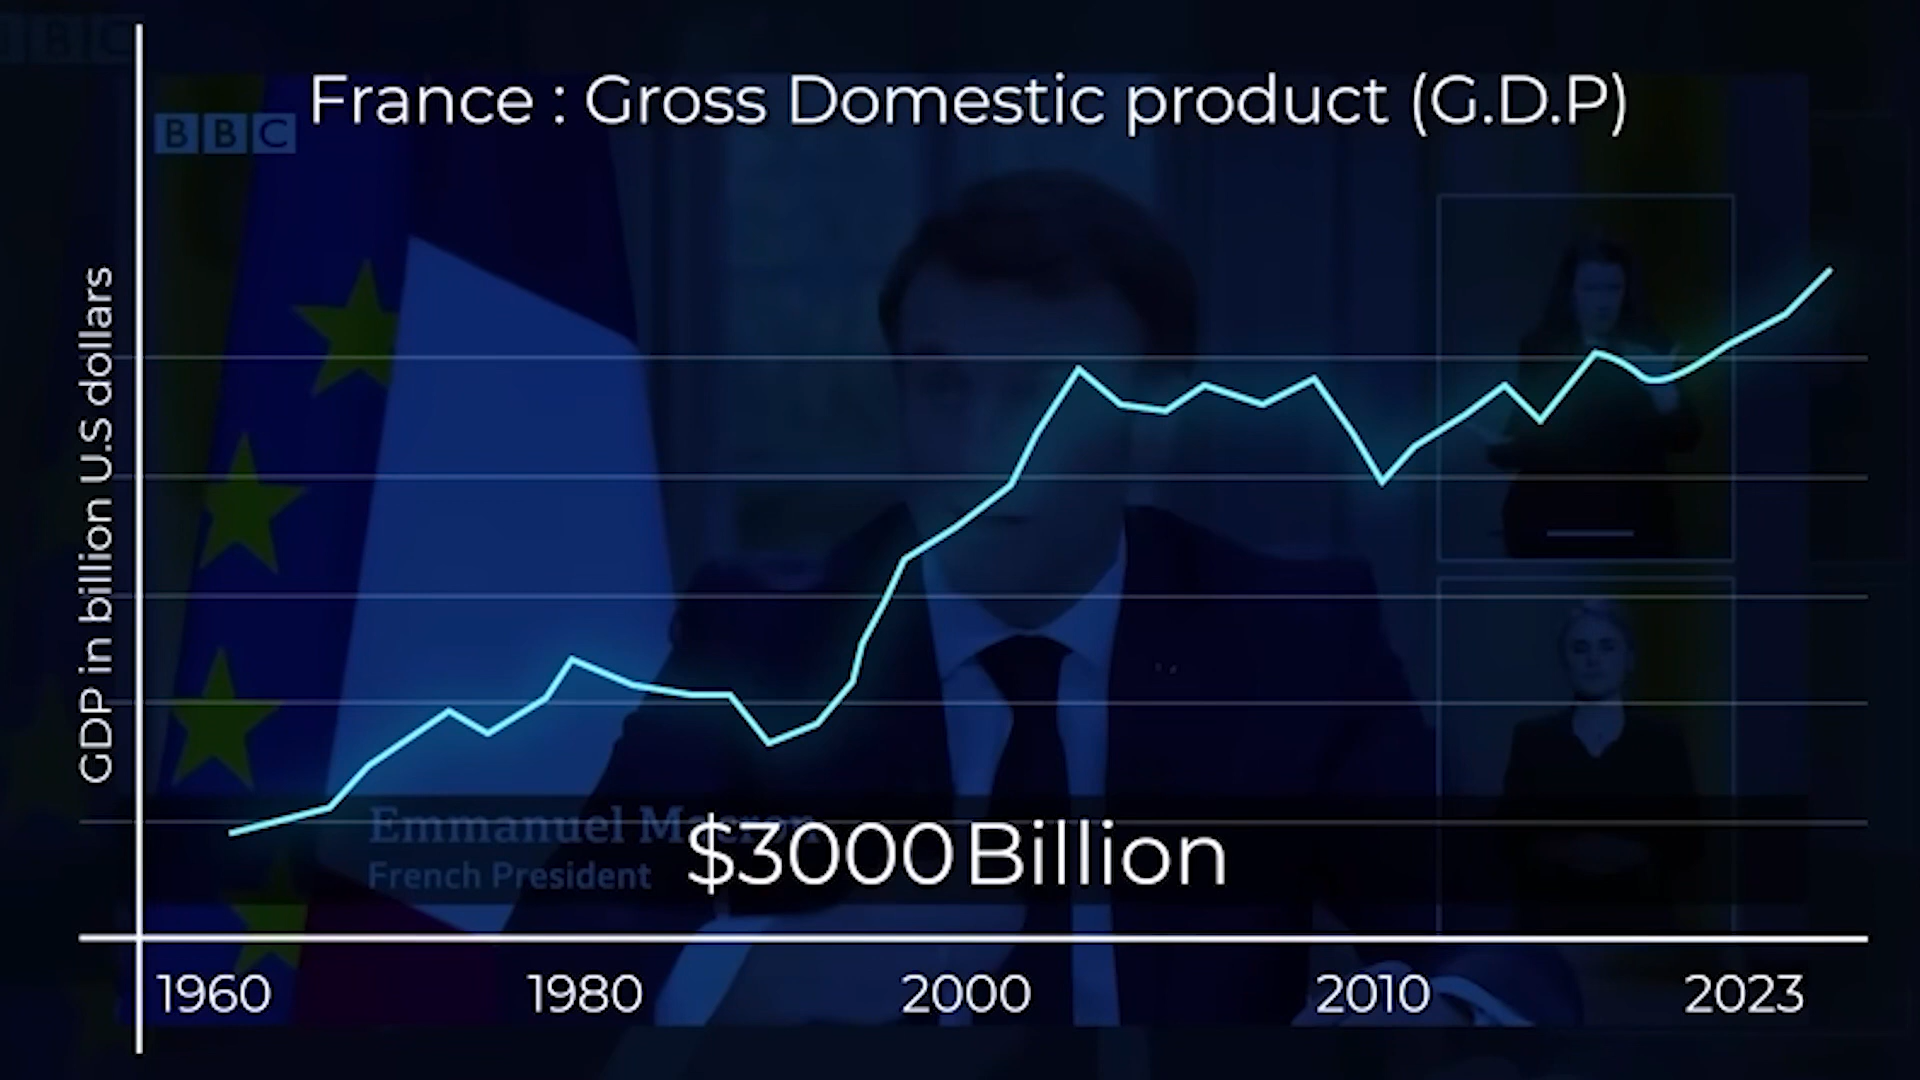 France : Gross Domestic product (G.D.P)
BBC
GDP in billion U.S dollars
Emmanuel Macron
French President
$3000 Billion
1960 1980 2000 2010 2023